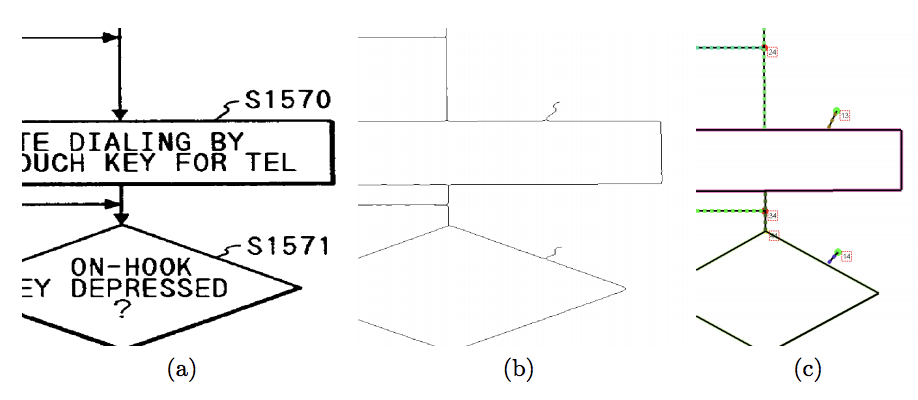 S1570
TE DIALING BY
OUCH KEY FOR TEL
S1571
ON-HOOK
EY DEPRESSED
?
24
13
34
14
(a)
(b)
(c)